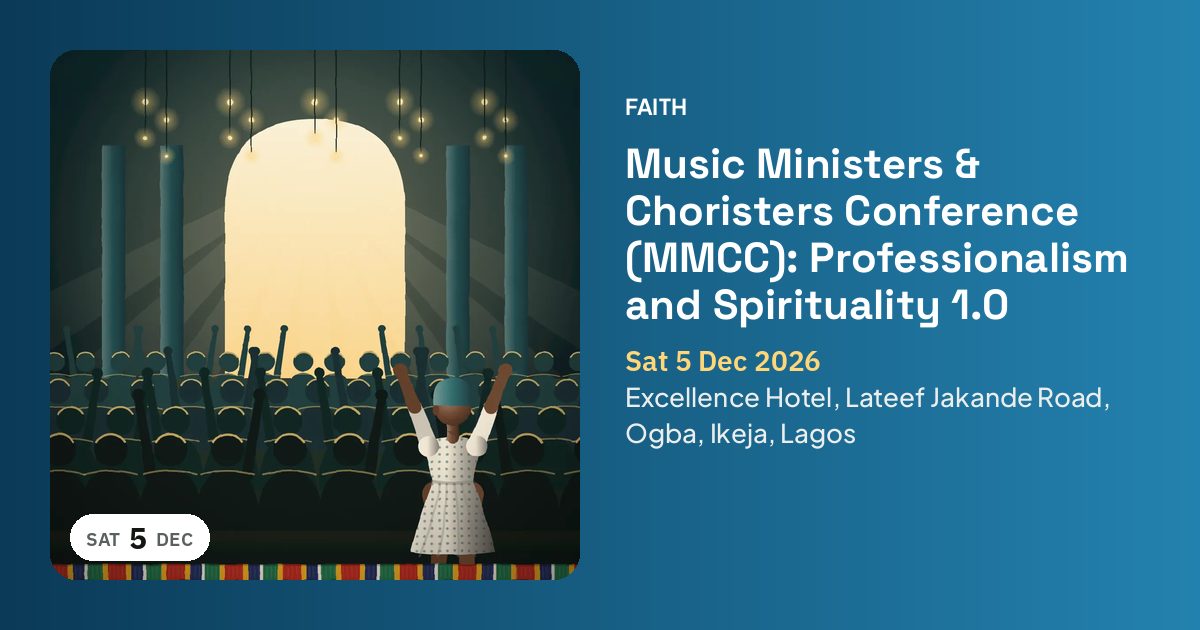 FAITH
Music Ministers &
Choristers Conference
(MMCC): Professionalism
and Spirituality 1.0
Sat 5 Dec 2026
Excellence Hotel, Lateef Jakande Road,
Ogba, Ikeja, Lagos
SAT 5 DEC